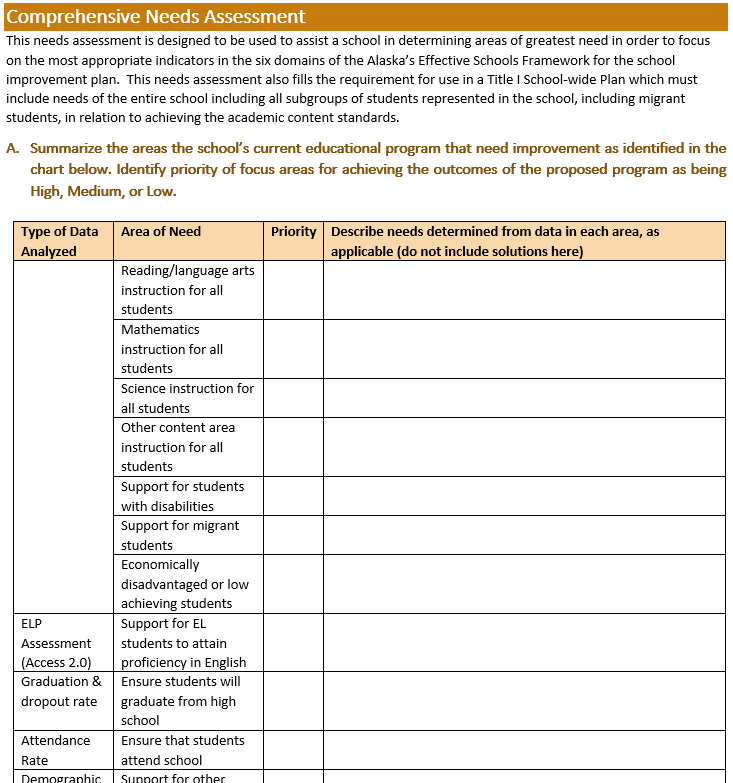 Comprehensive Needs Assessment
This needs assessment is designed to be used to assist a school in determining areas of greatest need in order to focus
on the most appropriate indicators in the six domains of the Alaska's Effective Schools Framework for the school
improvement plan.  This needs assessment also fills the requirement for use in a Title I School-wide Plan which must
include needs of the entire school including all subgroups of students represented in the school, including migrant
students, in relation to achieving the academic content standards.
A. Summarize the areas the school's current educational program that need improvement as identified in the
chart below. Identify priority of focus areas for achieving the outcomes of the proposed program as being
High, Medium, or Low.
Type of Data
Analyzed
Area of Need
Priority
Describe needs determined from data in each area, as
applicable (do not include solutions here)
Reading/language arts
instruction for all
students
Mathematics
instruction for all
students
Science instruction for
all students
Other content area
instruction for all
students
Support for students
with disabilities
Support for migrant
students
Economically
disadvantaged or low
achieving students
ELP
Assessment
(Access 2.0)
Support for EL
students to attain
proficiency in English
Graduation &
dropout rate
Ensure students will
graduate from high
school
Attendance
Rate
Ensure that students
attend school
Demographic
Support for other